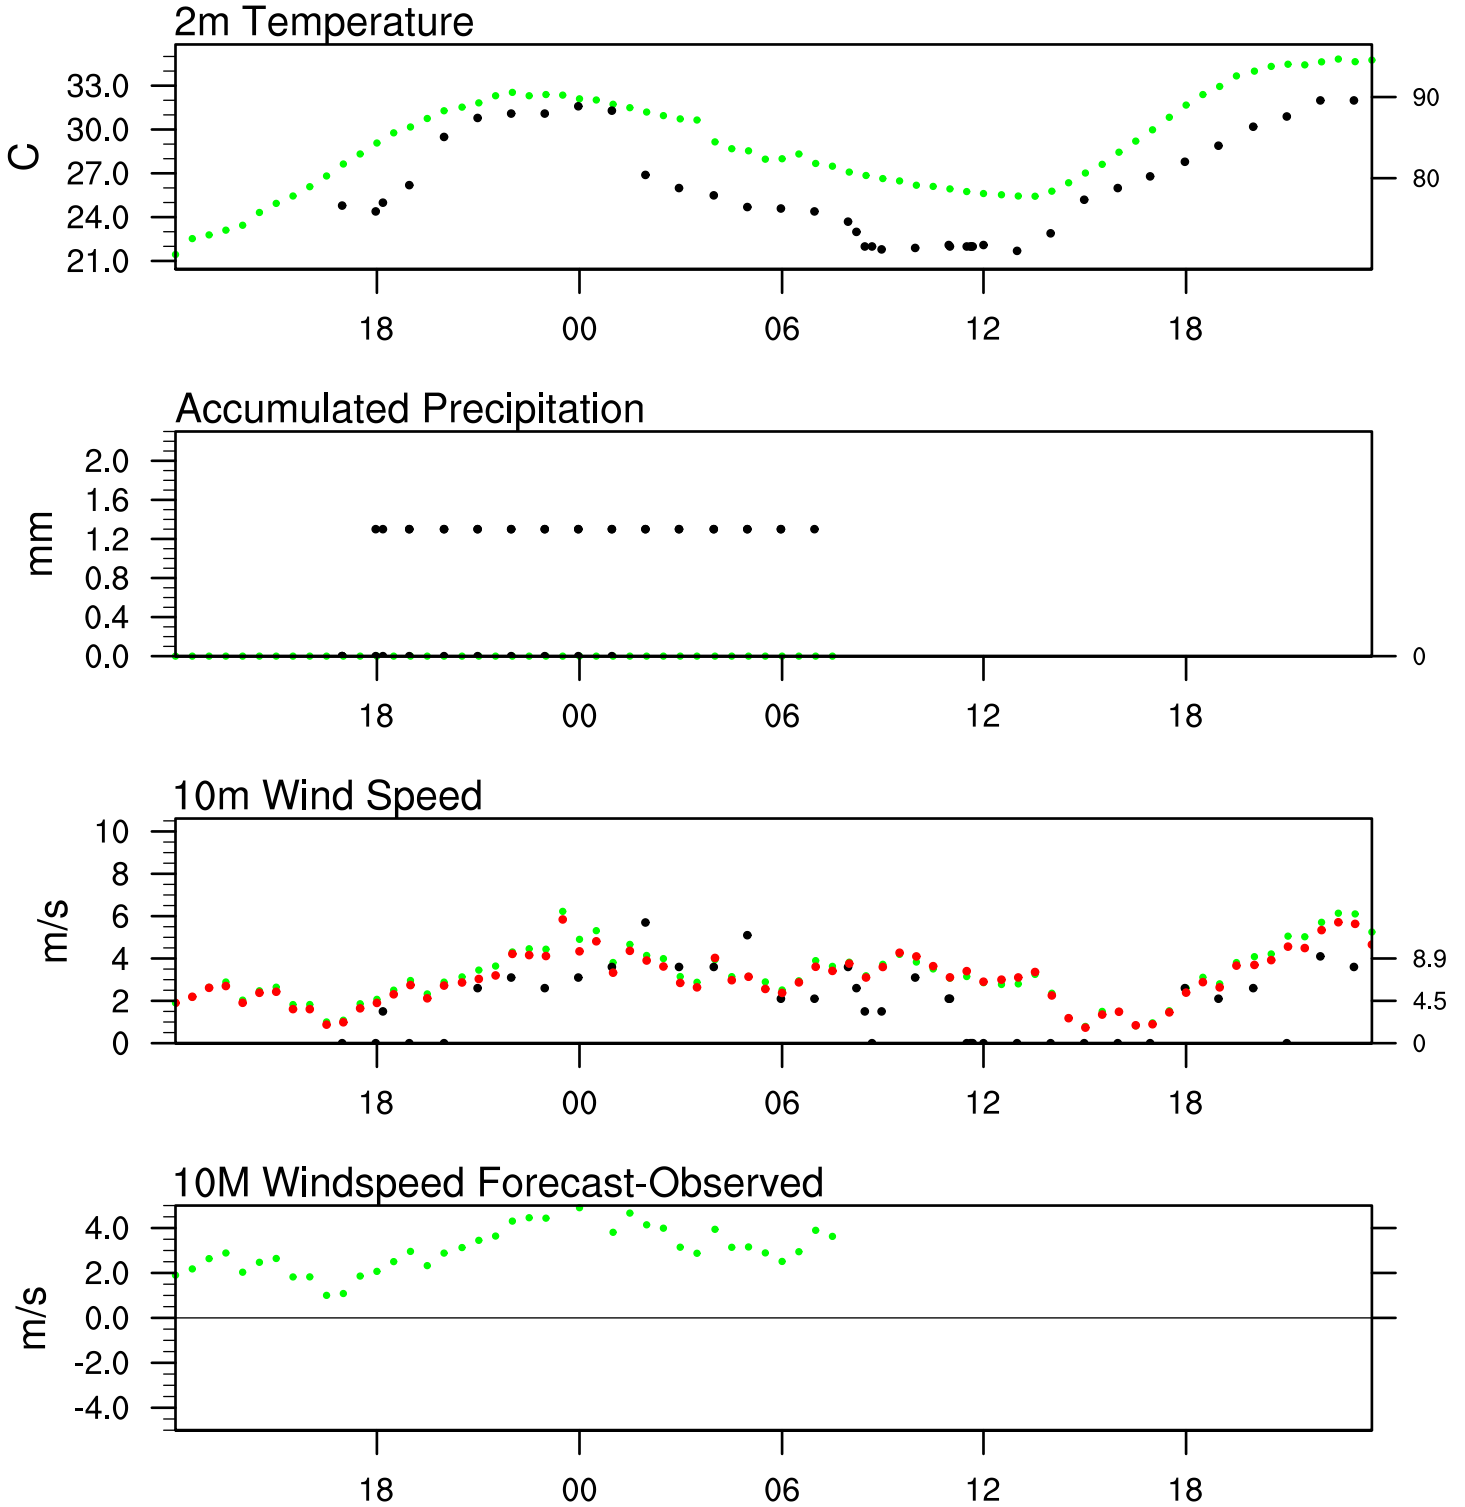 2m Temperature
33.0
30.0
27.0
24.0
21.0
C
90
80
18 00 06 12 18
Accumulated Precipitation
2.0
1.6
1.2
0.8
0.4
0.0
mm
0
18 00 06 12 18
10m Wind Speed
10
8
6
4
2
0
m/s
8.9
4.5
0
18 00 06 12 18
10M Windspeed Forecast-Observed
4.0
2.0
0.0
-2.0
-4.0
m/s
18 00 06 12 18